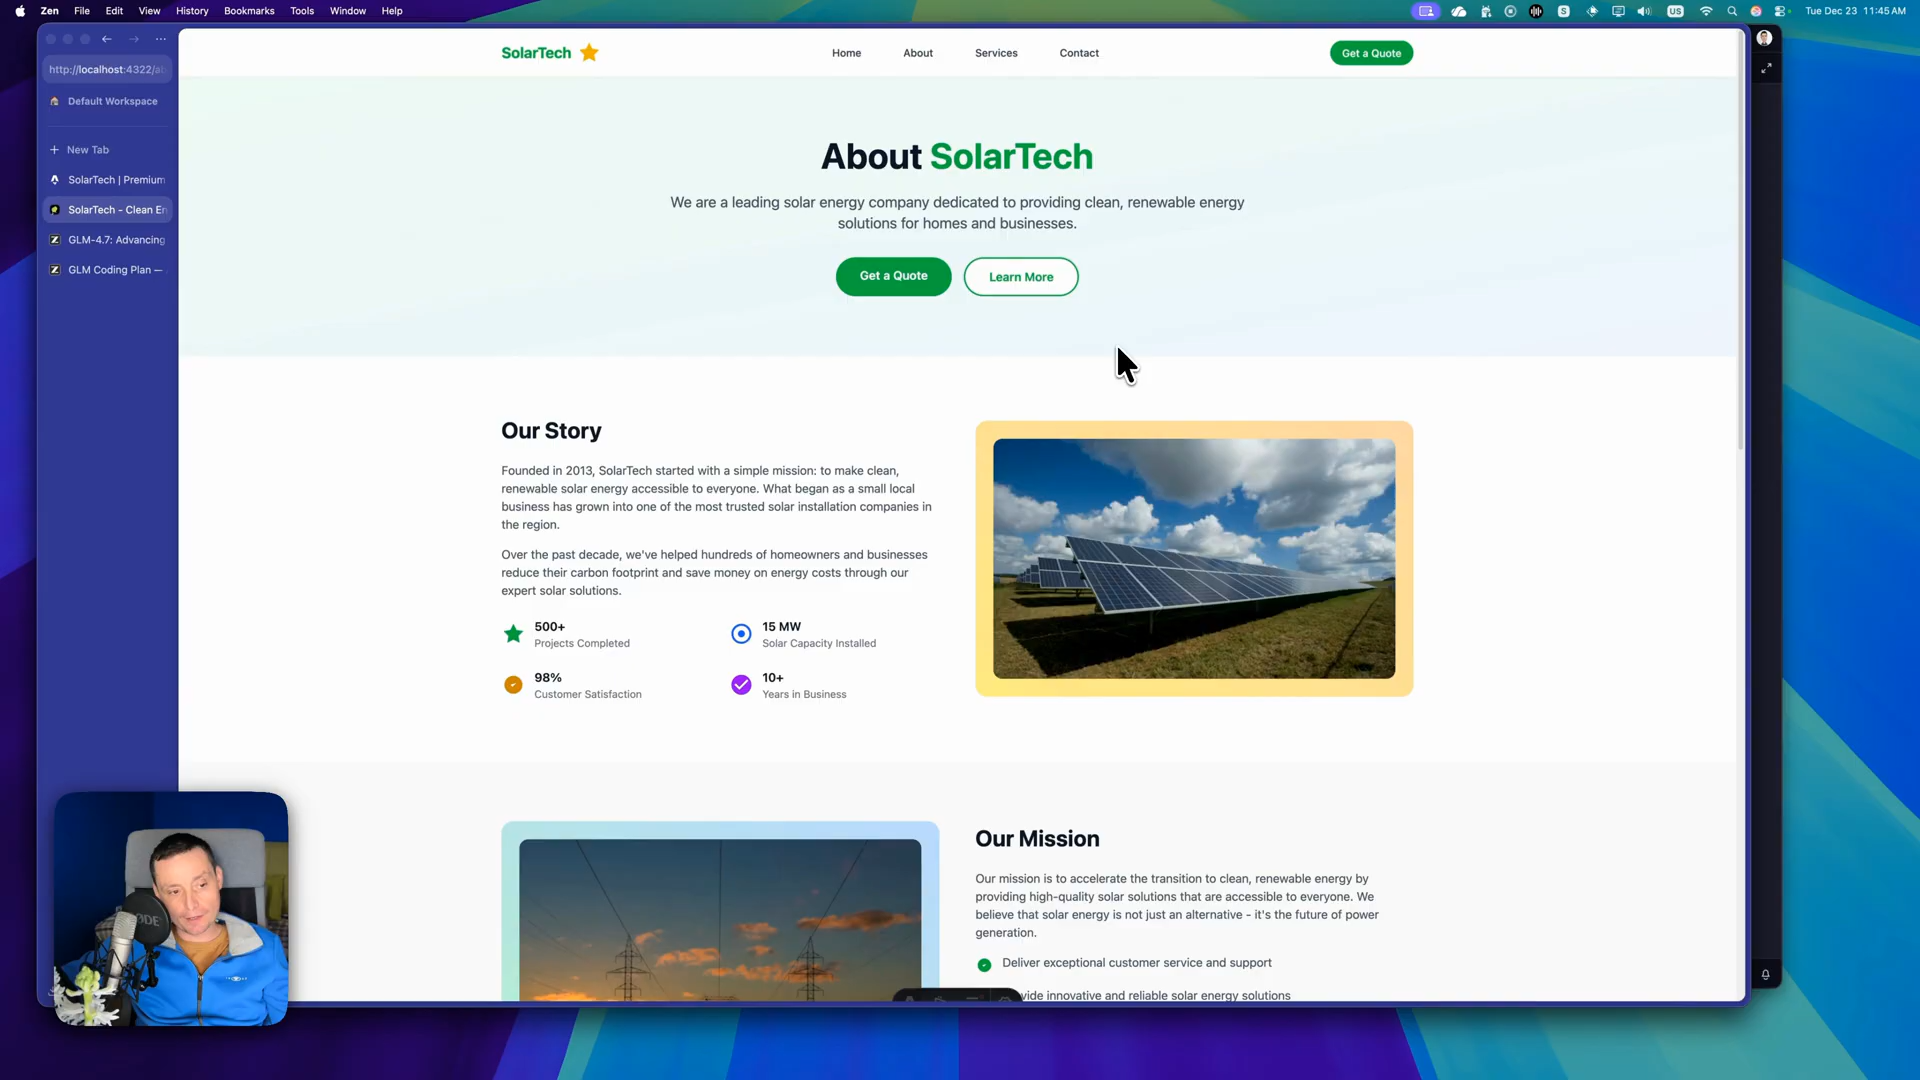 Zen File Edit View History Bookmarks Tools Window Help
S US Tue Dec 23 11:45 AM
http://localhost:4322/a
Default Workspace
New Tab
SolarTech | Premium
SolarTech - Clean En
GLM-4.7: Advancing
GLM Coding Plan —
SolarTech
Home About Services Contact
Get a Quote
About SolarTech
We are a leading solar energy company dedicated to providing clean, renewable energy
solutions for homes and businesses.
Get a Quote Learn More
Our Story
Founded in 2013, SolarTech started with a simple mission: to make clean,
renewable solar energy accessible to everyone. What began as a small local
business has grown into one of the most trusted solar installation companies in
the region.
Over the past decade, we've helped hundreds of homeowners and businesses
reduce their carbon footprint and save money on energy costs through our
expert solar solutions.
500+
Projects Completed
15 MW
Solar Capacity Installed
98%
Customer Satisfaction
10+
Years in Business
Our Mission
Our mission is to accelerate the transition to clean, renewable energy by
providing high-quality solar solutions that are accessible to everyone. We
believe that solar energy is not just an alternative - it's the future of power
generation.
Deliver exceptional customer service and support
vide innovative and reliable solar energy solutions